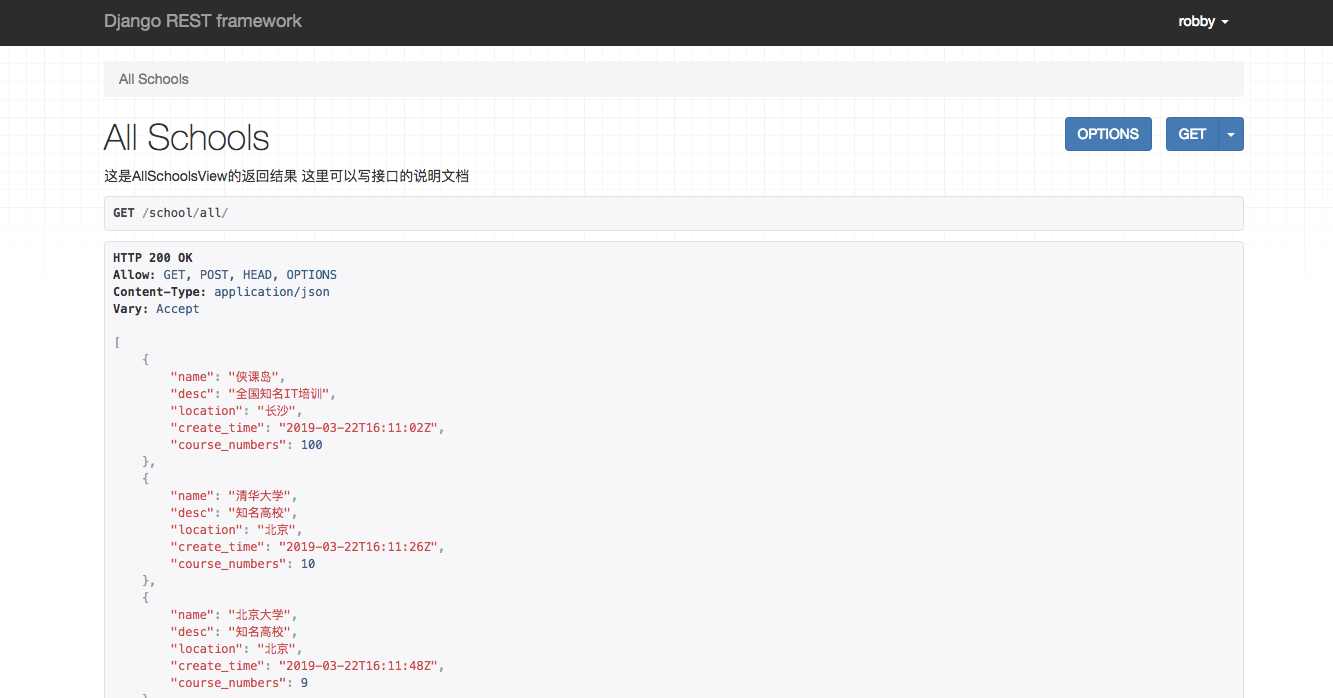 Django REST framework
robby
All Schools
All Schools
OPTIONS
GET
这是AllSchoolsView的返回结果 这里可以写接口的说明文档
GET /school/all/
HTTP 200 OK
Allow: GET, POST, HEAD, OPTIONS
Content-Type: application/json
Vary: Accept
[
{
"name": "侠课岛",
"desc": "全国知名IT培训",
"location": "长沙",
"create_time": "2019-03-22T16:11:02Z",
"course_numbers": 100
},
{
"name": "清华大学",
"desc": "知名高校",
"location": "北京",
"create_time": "2019-03-22T16:11:26Z",
"course_numbers": 10
},
{
"name": "北京大学",
"desc": "知名高校",
"location": "北京",
"create_time": "2019-03-22T16:11:48Z",
"course_numbers": 9